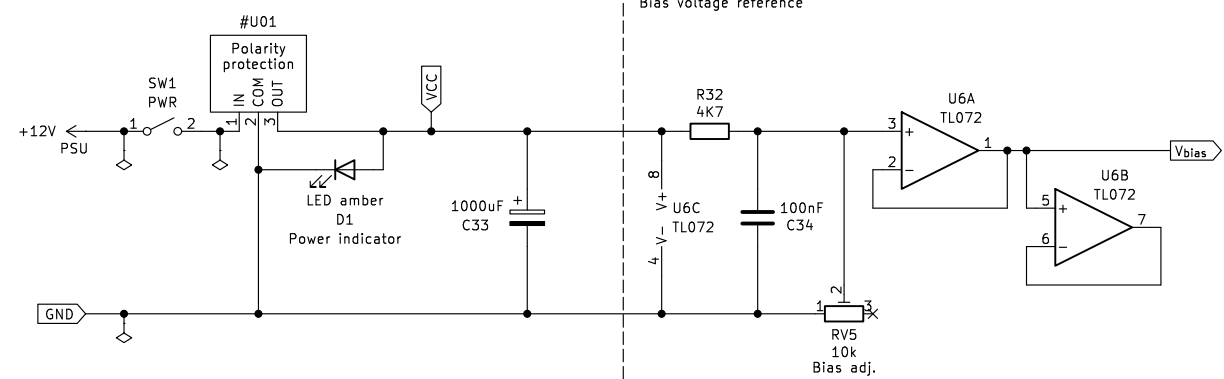 Bias voltage reference
#U01
Polarity
protection
IN
COM
OUT
1
2
3
SW1
PWR
+12V
PSU
1
2
VCC
LED amber
D1
Power indicator
1000uF
C33
+
GND
R32
4K7
8
V+
U6C
TL072
V-
4
100nF
C34
U6A
TL072
3
+
2
-
1
Vbias
U6B
TL072
5
+
6
-
7
2
1
3
RV5
10k
Bias adj.